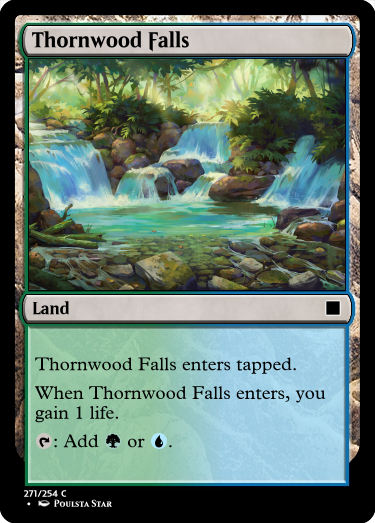 Thornwood Falls
Land
Thornwood Falls enters tapped.
When Thornwood Falls enters, you
gain 1 life.
: Add or .
271/254 C
• Poulsta Star